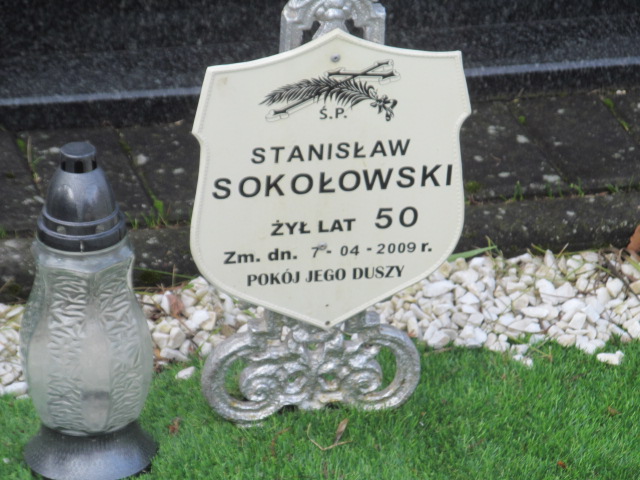 Ś.P.
STANISŁAW
SOKOŁOWSKI
ŻYŁ LAT 50
Zm. dn. 7-04-2009 r.
POKÓJ JEGO DUSZY